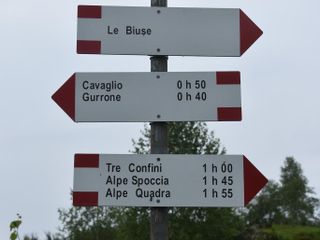 Le Biuse
Cavaglio 0 h 50
Gurrone 0 h 40
Tre Confini 1 h 00
Alpe Spoccia 1 h 45
Alpe Quadra 1 h 55